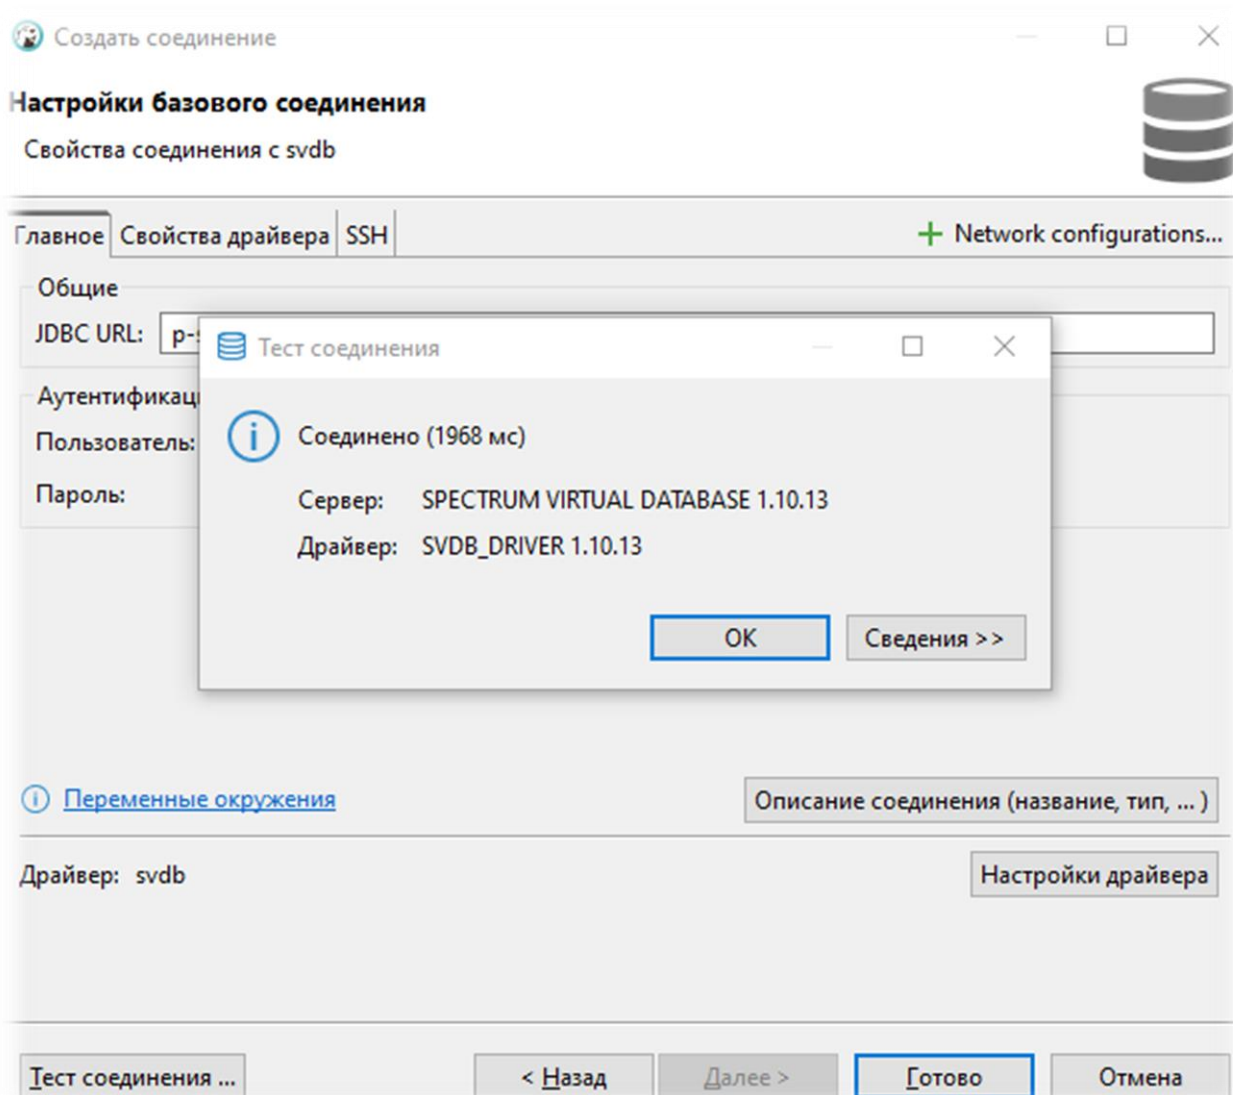 Создать соединение
Настройки базового соединения
Свойства соединения с svdb
Главное Свойства драйвера SSH Network configurations...
Общие
JDBC URL:
Тест соединения
Пользователь:
Пароль:
Соединено (1968 мс)
Сервер: SPECTRUM VIRTUAL DATABASE 1.10.13
Драйвер: SVDB_DRIVER 1.10.13
OK Сведения >>
Переменные окружения Описание соединения (название, тип, ... )
Драйвер: svdb Настройки драйвера
Тест соединения ... < Назад Далее > Готово Отмена